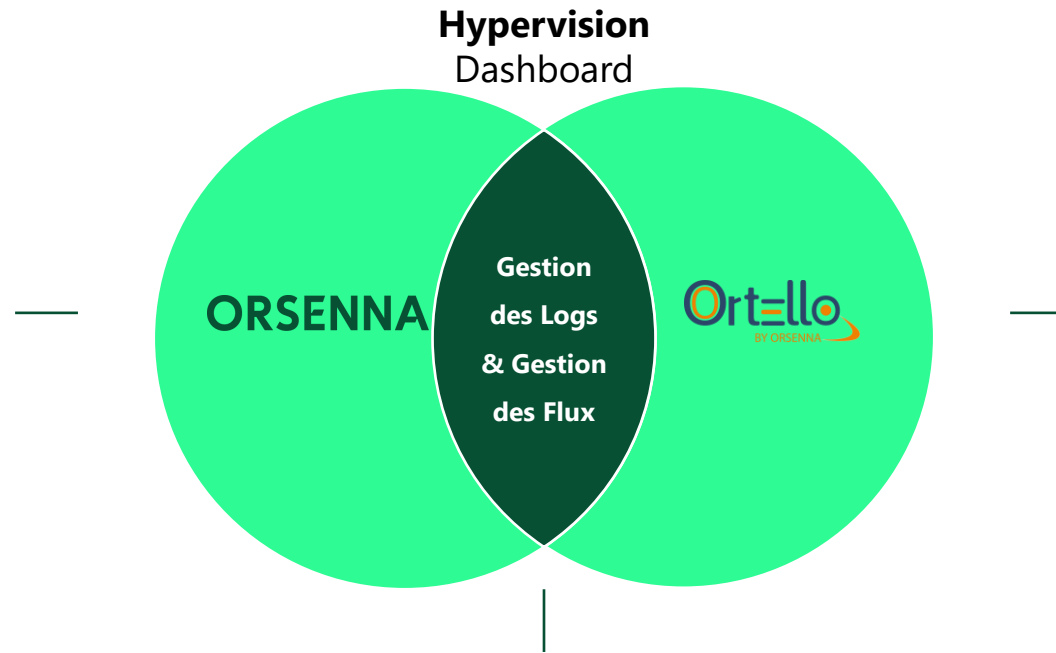 Hypervision
Dashboard
ORSENNA
Gestion
des Logs
& Gestion
des Flux
Ortello
BY ORSENNA